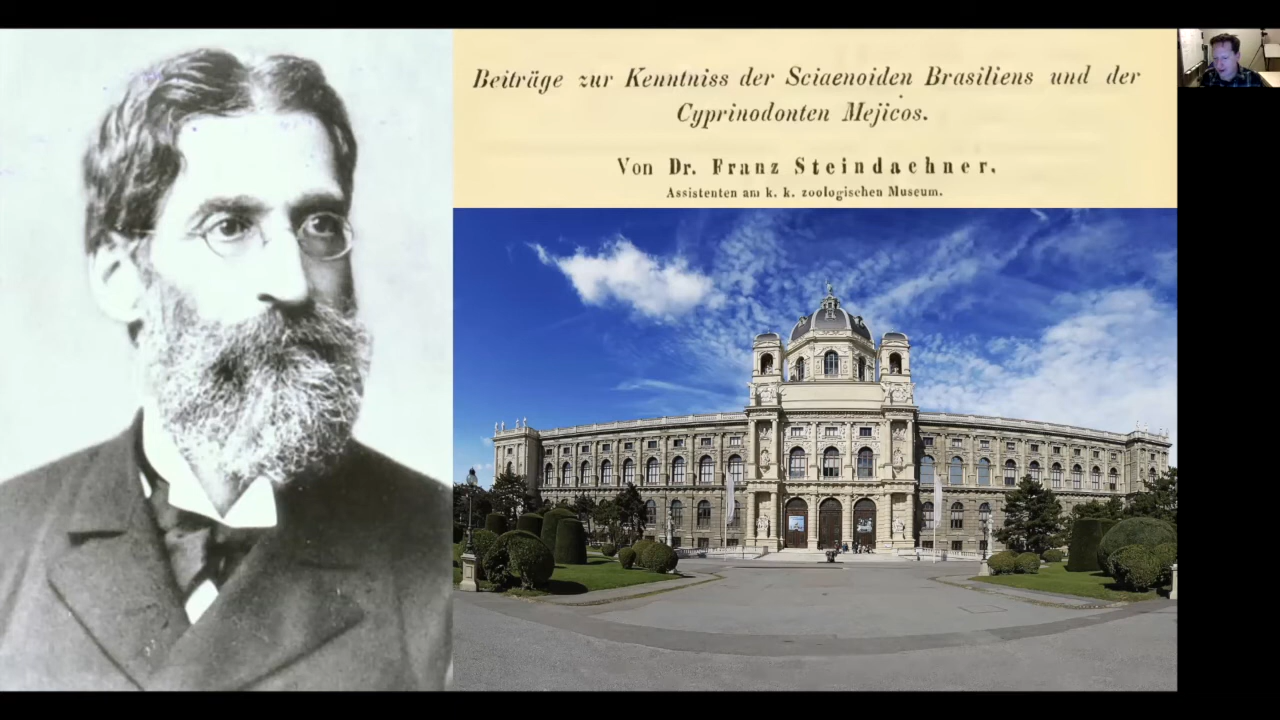 Beiträge zur Kenntniss der Sciaenoiden Brasiliens und der
Cyprinodonten Mejicos.
Von Dr. Franz Steindachner.
Assistenten am k. k. zoologischen Museum.